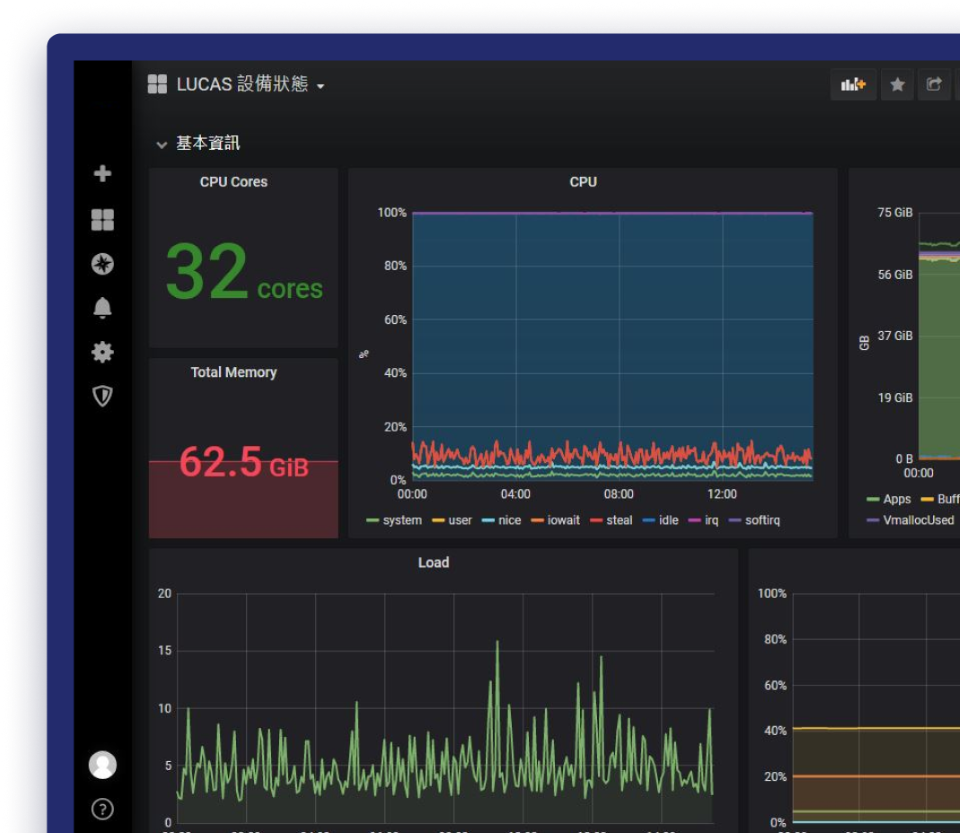 LUCAS 設備狀態
基本資訊
CPU Cores
32 cores
Total Memory
62.5 GiB
CPU
100%
80%
60%
40%
20%
0%
%
00:00 04:00 08:00 12:00
system user nice iowait steal idle irq softirq
75 GiB
56 GiB
37 GiB
19 GiB
0 B
GB
00:00
Apps Buff
VmallocUsed
Load
20
15
10
5
0
100%
80%
60%
40%
20%
0%